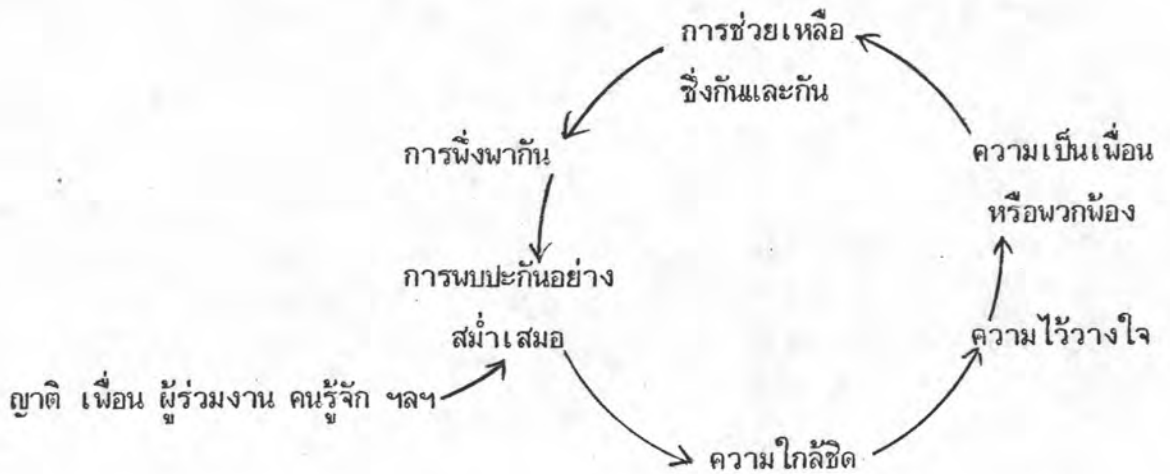 การช่วยเหลือ
ซึ่งกันและกัน
การพึ่งพากัน
ความเป็นเพื่อน
หรือพวกพ้อง
การพบปะกันอย่าง
สม่ำเสมอ
ความไว้วางใจ
ญาติ เพื่อน ผู้ร่วมงาน คนรู้จัก ฯลฯ
ความใกล้ชิด